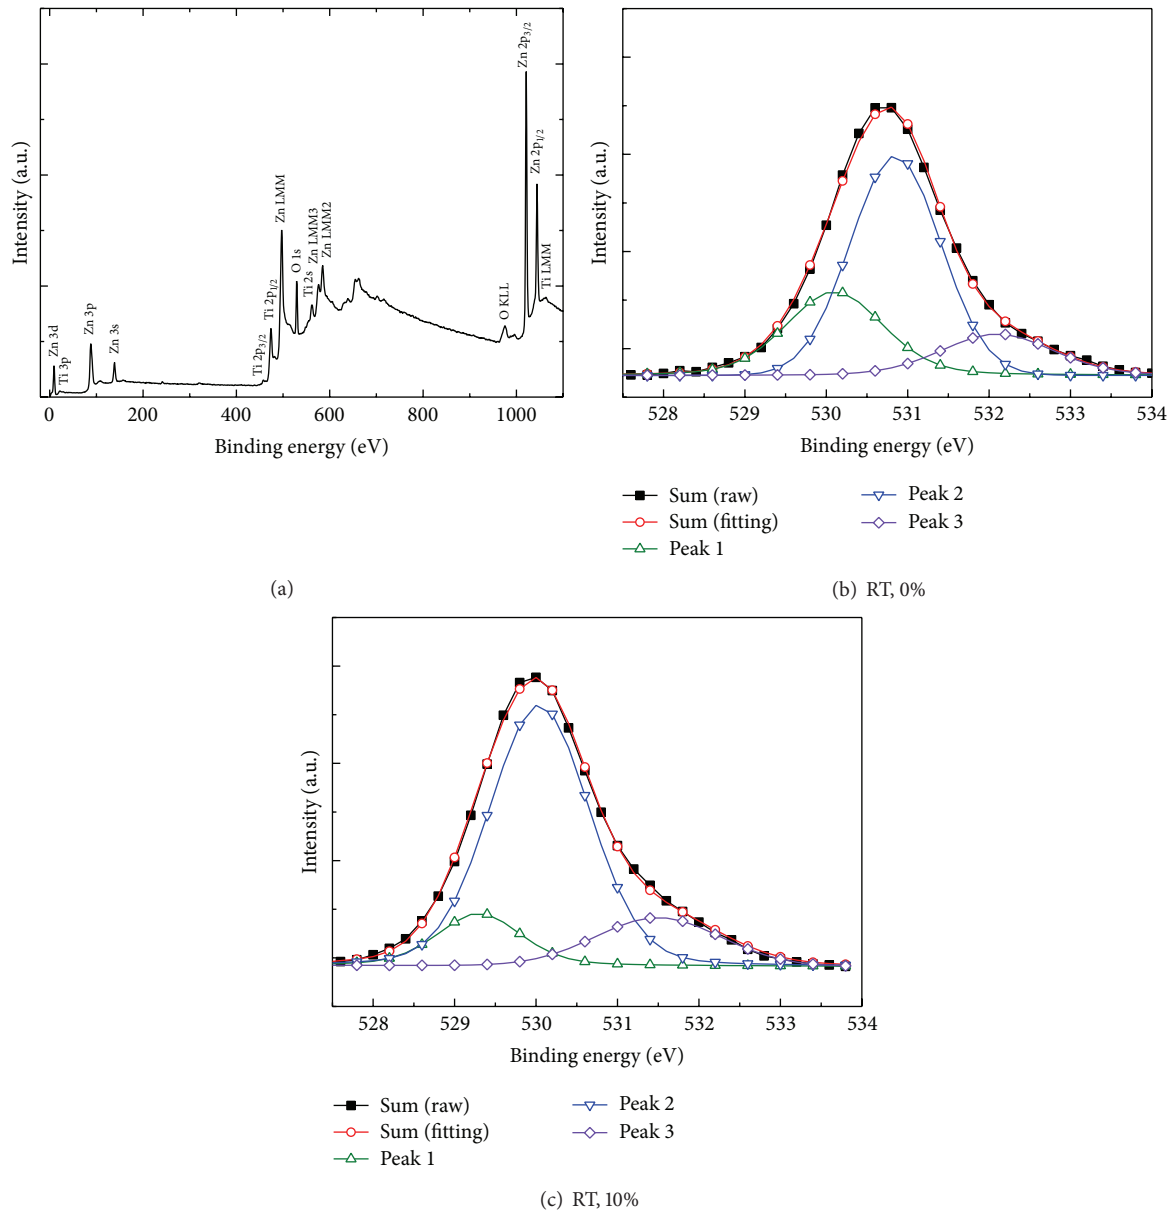 Intensity (a.u.)
Zn 3d
Ti 3p
Zn 3p
Zn 3s
Ti 2p3/2
Ti 2p1/2
Zn LMM
O 1s
Ti 2s
Zn LMM3
Zn LMM2
O KLL
Zn 2p3/2
Zn 2p1/2
Ti LMM
0 200 400 600 800 1000
Binding energy (eV)
(a)
Intensity (a.u.)
528 529 530 531 532 533 534
Binding energy (eV)
Sum (raw)
Sum (fitting)
Peak 1
Peak 2
Peak 3
(b) RT, 0%
Intensity (a.u.)
528 529 530 531 532 533 534
Binding energy (eV)
Sum (raw)
Sum (fitting)
Peak 1
Peak 2
Peak 3
(c) RT, 10%